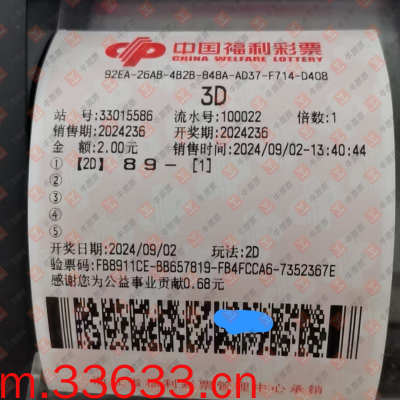 中国福利彩票
CHINA WELFARE LOTTERY
92EA-26AB-4B2B-848A-AD37-F714-D408
3D
站 号:33015586 流水号:100022 倍数:1
销售期:2024236 开奖期:2024236
金 额:2.00元 销售时间:2024/09/02-13:40:44
① 【2D】 8 9 - [1]
②
③
④
⑤
开奖日期:2024/09/02 玩法:2D
验票码:FB8911CE-BB657819-FB4FCCA6-7352367E
感谢您为公益事业贡献0.68元
m.33633.cn